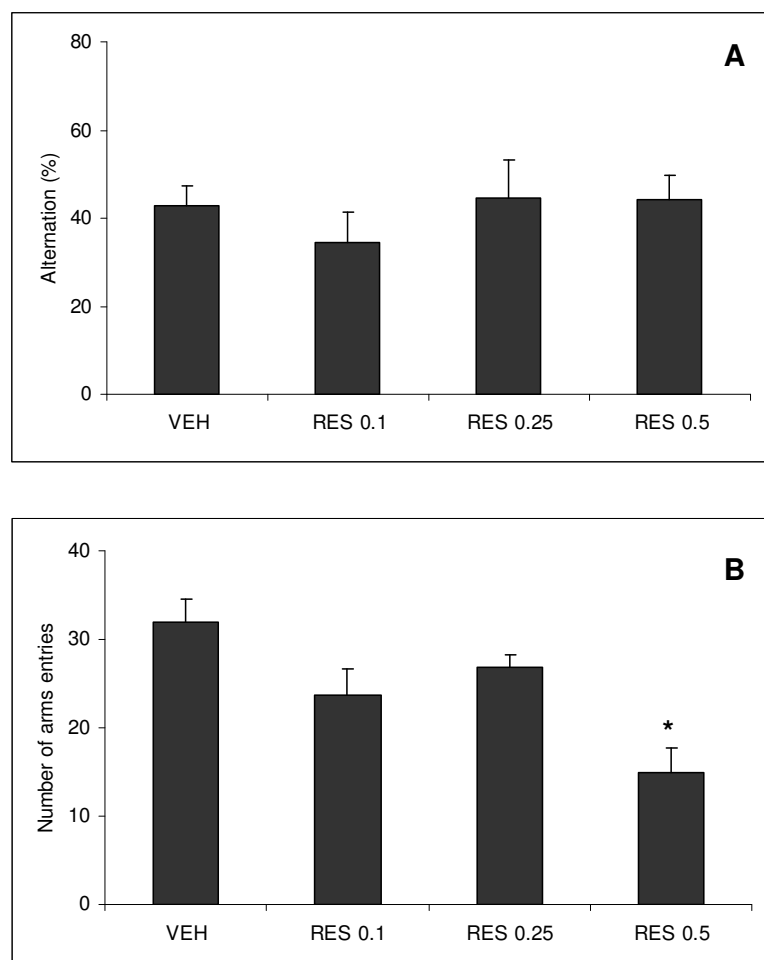 A
80
60
40
20
0
Alternation (%)
VEH RES 0.1 RES 0.25 RES 0.5
B
40
30
20
10
0
Number of arms entries
*
VEH RES 0.1 RES 0.25 RES 0.5